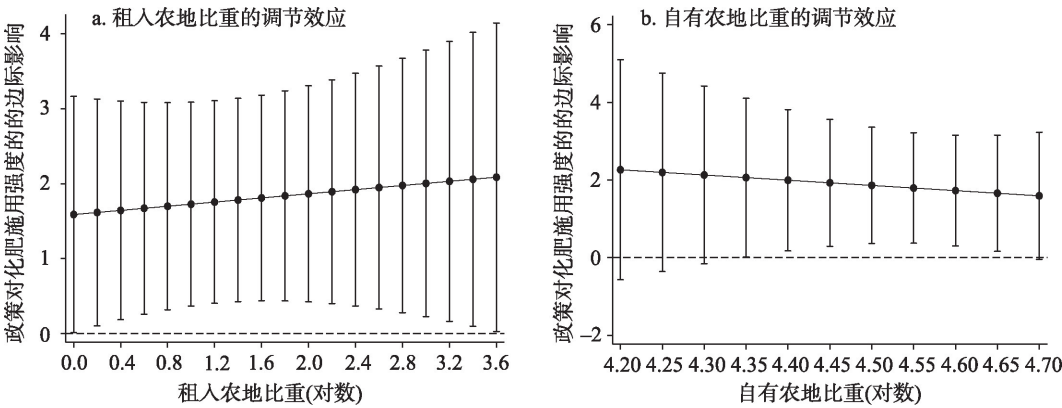 a. 租入农地比重的调节效应
政策对化肥施用强度的的边际影响
4
3
2
1
0
0.0 0.4 0.8 1.2 1.6 2.0 2.4 2.8 3.2 3.6
租入农地比重(对数)
b. 自有农地比重的调节效应
政策对化肥施用强度的的边际影响
6
4
2
0
−2
4.20 4.25 4.30 4.35 4.40 4.45 4.50 4.55 4.60 4.65 4.70
自有农地比重(对数)